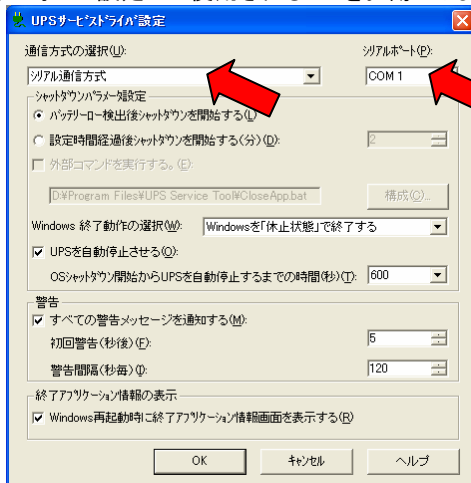 UPSｻｰﾋﾞｽﾄﾞﾗｲﾊﾞ設定
通信方式の選択(U):
ｼﾘｱﾙﾎﾟｰﾄ(P):
ｼﾘｱﾙ通信方式
COM 1
ｼｬｯﾄﾀﾞｳﾝﾊﾟﾗﾒｰﾀ設定
ﾊﾞｯﾃﾘｰﾛｰ検出後ｼｬｯﾄﾀﾞｳﾝを開始する(L)
設定時間経過後ｼｬｯﾄﾀﾞｳﾝを開始する(分)(D):
2
外部ｺﾏﾝﾄﾞを実行する。(E):
D:¥Program Files¥UPS Service Tool¥CloseApp.bat
構成(C)...
Windows 終了動作の選択(W):
Windowsを「休止状態」で終了する
UPSを自動停止させる(O):
OSｼｬｯﾄﾀﾞｳﾝ開始からUPSを自動停止するまでの時間(秒)(T):
600
警告
すべての警告ﾒｯｾｰｼﾞを通知する(M):
初回警告(秒後)(F):
5
警告間隔(秒毎)(I):
120
終了ｱﾌﾟﾘｹｰｼｮﾝ情報の表示
Windows再起動時に終了ｱﾌﾟﾘｹｰｼｮﾝ情報画面を表示する(R)
OK
ｷｬﾝｾﾙ
ヘルプ